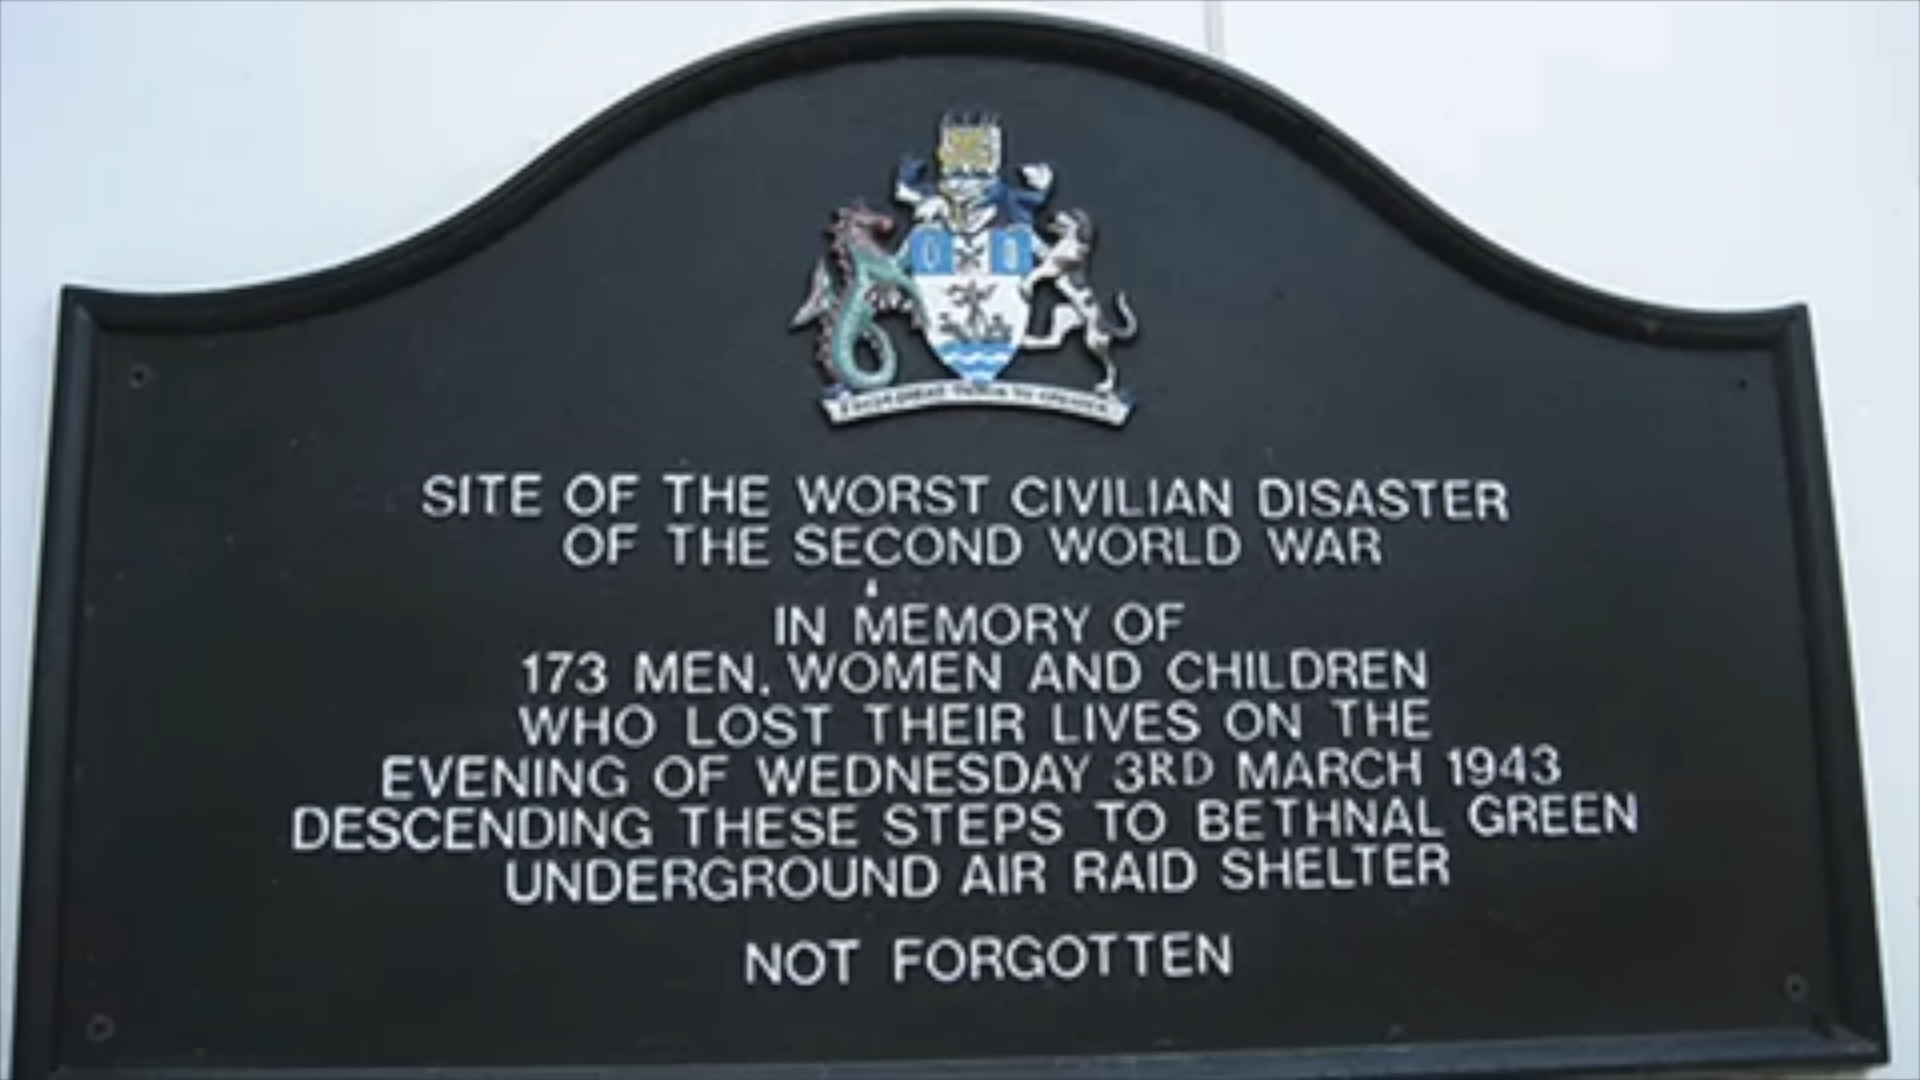 SITE OF THE WORST CIVILIAN DISASTER
OF THE SECOND WORLD WAR
IN MEMORY OF
173 MEN, WOMEN AND CHILDREN
WHO LOST THEIR LIVES ON THE
EVENING OF WEDNESDAY 3RD MARCH 1943
DESCENDING THESE STEPS TO BETHNAL GREEN
UNDERGROUND AIR RAID SHELTER
NOT FORGOTTEN